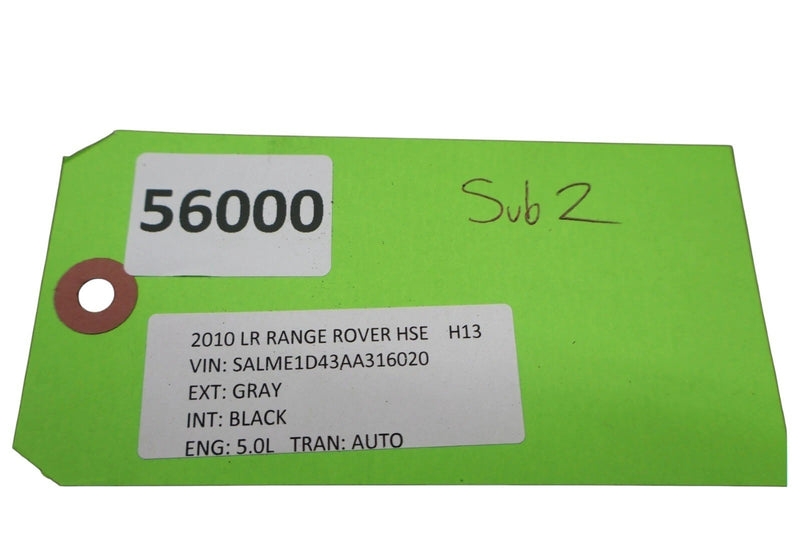 56000
Sub 2
2010 LR RANGE ROVER HSE H13
VIN: SALME1D43AA316020
EXT: GRAY
INT: BLACK
ENG: 5.0L TRAN: AUTO